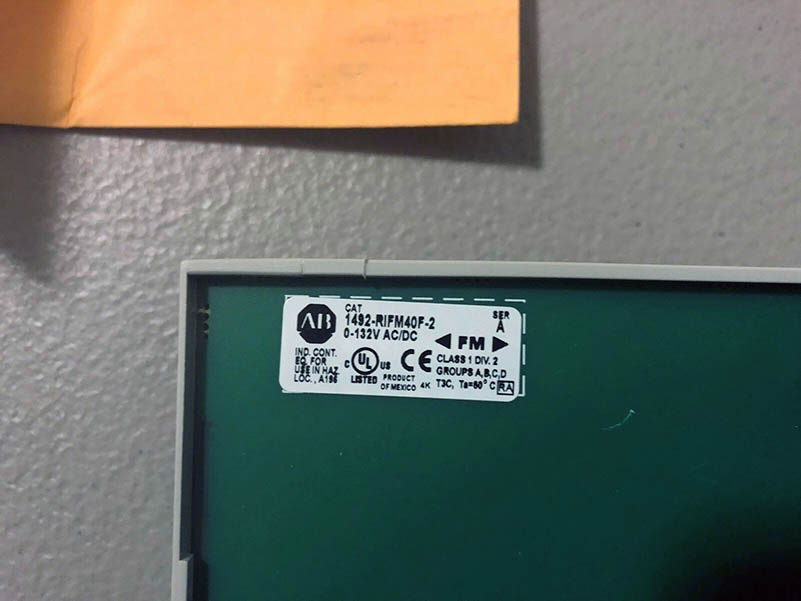 AB
CAT
1492-RIFM40F-2
0-132V AC/DC
SER
A
FM
IND. CONT.
EQ. FOR
USE IN HAZ
LOC., A196
C UL US
LISTED
CE
PRODUCT
OF MEXICO 4K
CLASS 1 DIV. 2
GROUPS A,B,C,D
T3C, Ta=60° C RA